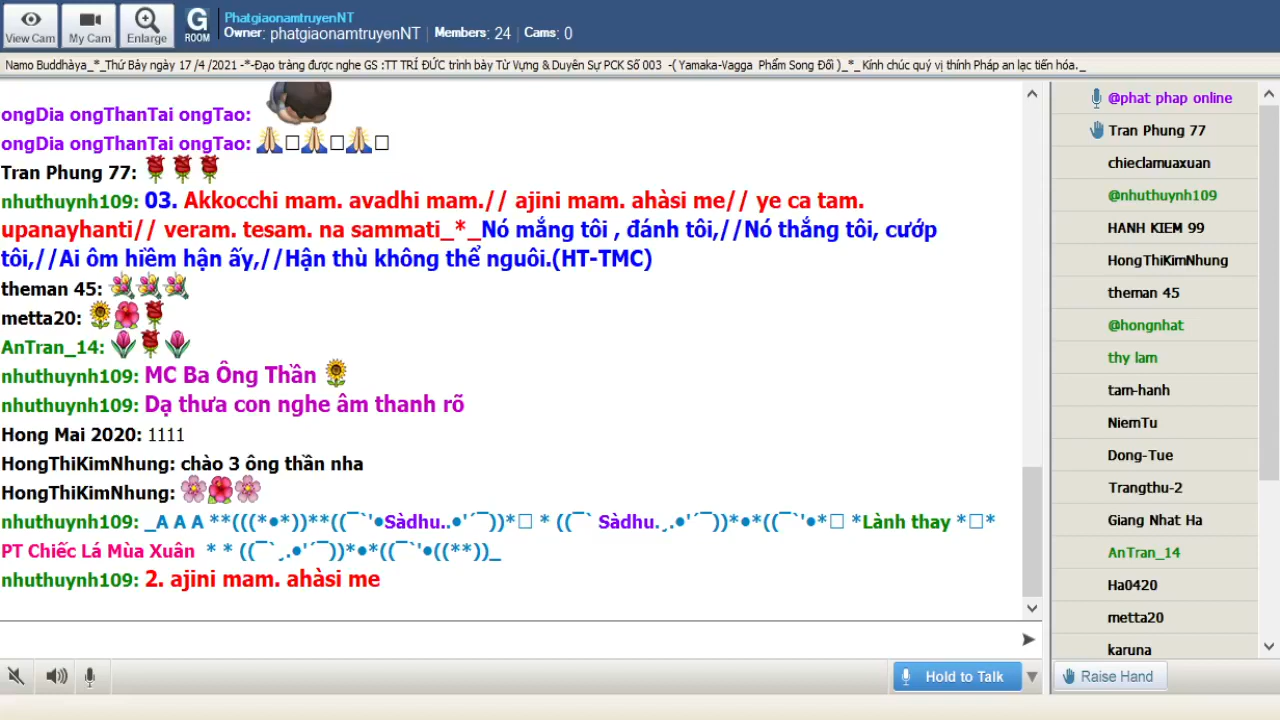 View Cam
My Cam
Enlarge
G
ROOM
PhatgiaonamtruyenNT
Owner: phatgiaonamtruyenNT | Members: 24 | Cams: 0
Namo Buddhàya_*_Thứ Bảy ngày 17 /4 /2021 -*-Đạo tràng được nghe GS :TT TRÍ ĐỨC trình bày Từ Vựng & Duyên Sự PCK Số 003 -( Yamaka-Vagga Phẩm Song Đối )_*_ Kính chúc quý vị thính Pháp an lạc tiến hóa._
ongDia ongThanTai ongTao:
ongDia ongThanTai ongTao: 🙏□🙏□🙏□
Tran Phung 77: 🌹🌹🌹
nhuthuynh109: 03. Akkocchi mam. avadhi mam.// ajini mam. ahàsi me// ye ca tam.
upanayhanti// veram. tesam. na sammati_*_Nó mắng tôi , đánh tôi,//Nó thắng tôi, cướp
tôi,//Ai ôm hiềm hận ấy,//Hận thù không thể nguôi.(HT-TMC)
theman 45:
metta20: 🌻🌺🌹
AnTran_14: 🌷🌹🌷
nhuthuynh109: MC Ba Ông Thần 🌻
nhuthuynh109: Dạ thưa con nghe âm thanh rõ
Hong Mai 2020: 1111
HongThiKimNhung: chào 3 ông thần nha
HongThiKimNhung: 🌸🌺🌸
nhuthuynh109: _A A A **(((*•*))**((¯`'•Sàdhu..•'´¯))*□ * ((¯` Sàdhu.¸.•'´¯))*•*((¯`'•*□ *Lành thay *□*
PT Chiếc Lá Mùa Xuân * * ((¯`¸.•'´¯))*•*((¯`'•((**))_
nhuthuynh109: 2. ajini mam. ahàsi me
Hold to Talk
@phat phap online
Tran Phung 77
chieclamuaxuan
@nhuthuynh109
HANH KIEM 99
HongThiKimNhung
theman 45
@hongnhat
thy lam
tam-hanh
NiemTu
Dong-Tue
Trangthu-2
Giang Nhat Ha
AnTran_14
Ha0420
metta20
karuna
Raise Hand